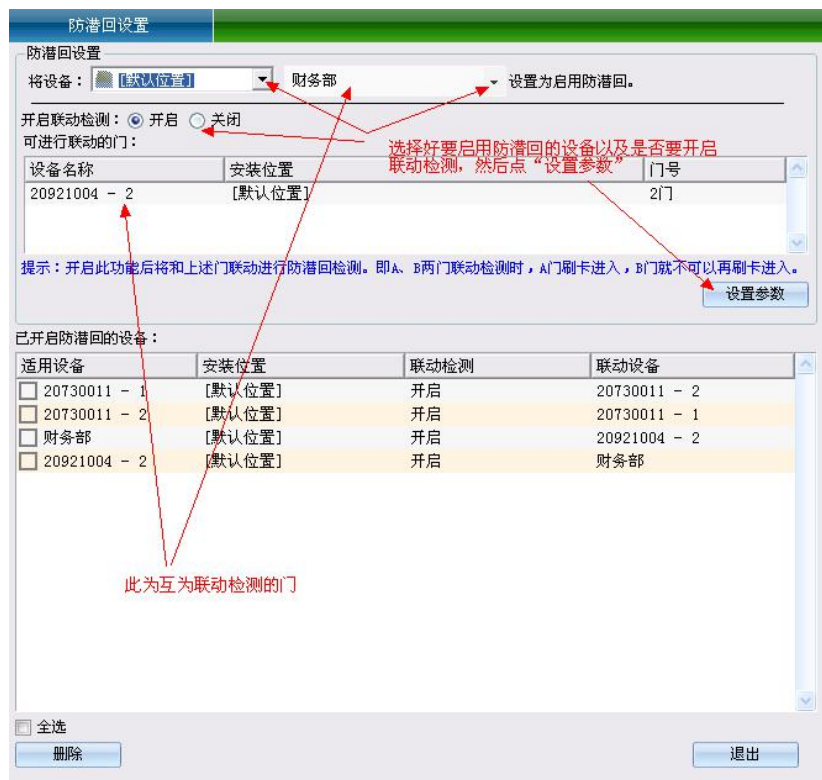 防潜回设置
防潜回设置
将设备： [默认位置] 财务部 设置为启用防潜回。
开启联动检测： 开启 关闭
可进行联动的门：
选择好要启用防潜回的设备以及是否要开启
联动检测，然后点“设置参数”
设备名称 安装位置 门号
20921004 - 2 [默认位置] 2门
提示：开启此功能后将和上述门联动进行防潜回检测。即A、B两门联动检测时，A门刷卡进入，B门就不可以再刷卡进入。
设置参数
已开启防潜回的设备：
适用设备 安装位置 联动检测 联动设备
20730011 - 1 [默认位置] 开启 20730011 - 2
20730011 - 2 [默认位置] 开启 20730011 - 1
财务部 [默认位置] 开启 20921004 - 2
20921004 - 2 [默认位置] 开启 财务部
此为互为联动检测的门
全选
删除 退出